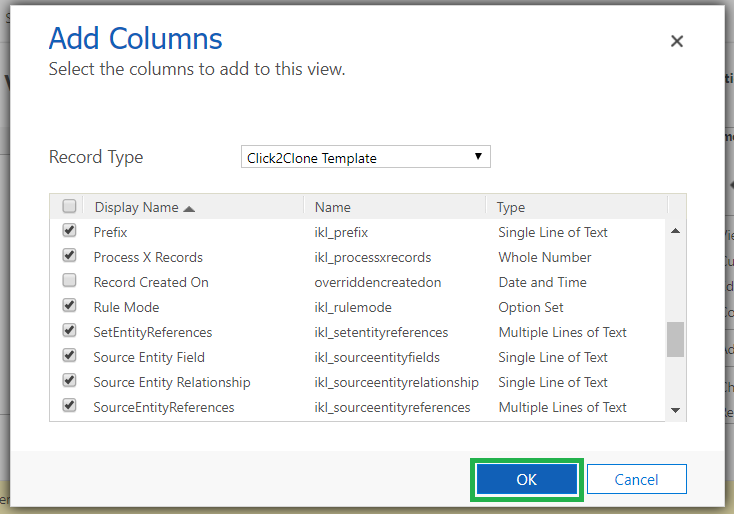 Add Columns
Select the columns to add to this view.
Record Type Click2Clone Template
Display Name Name Type
Prefix ikl_prefix Single Line of Text
Process X Records ikl_processxrecords Whole Number
Record Created On overriddencreatedon Date and Time
Rule Mode ikl_rulemode Option Set
SetEntityReferences ikl_setentityreferences Multiple Lines of Text
Source Entity Field ikl_sourceentityfields Single Line of Text
Source Entity Relationship ikl_sourceentityrelationship Single Line of Text
SourceEntityReferences ikl_sourceentityreferences Multiple Lines of Text
OK Cancel